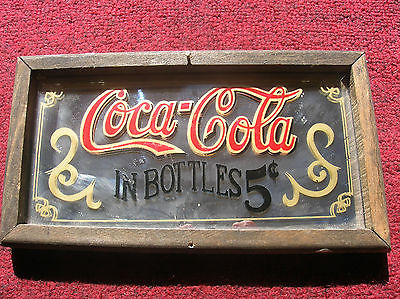 Coca-Cola
IN BOTTLES 5¢